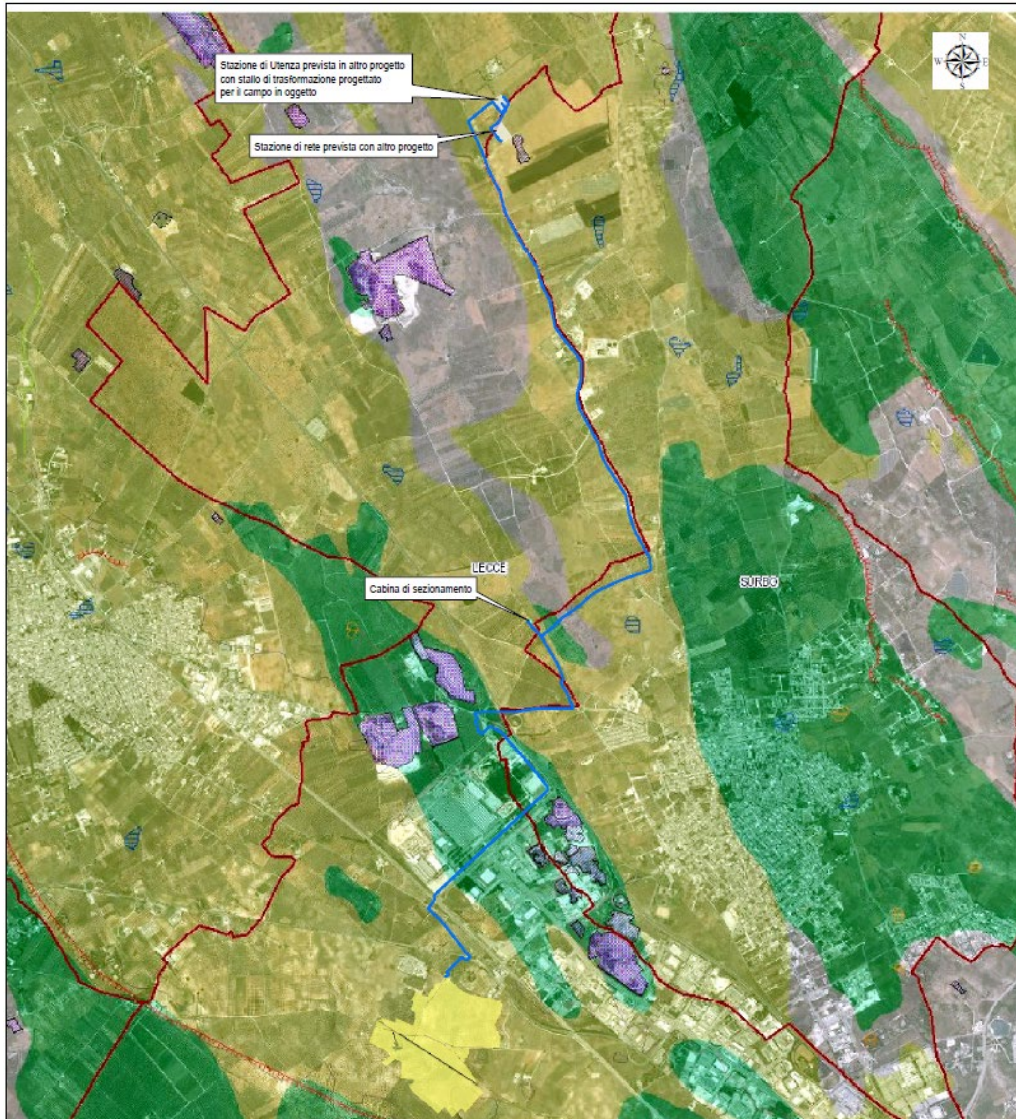 N
W E
S
Stazione di Utenza prevista in altro progetto
con stallo di trasformazione progettato
per il campo in oggetto
Stazione di rete prevista con altro progetto
LECCE
SURBO
Cabina di sezionamento